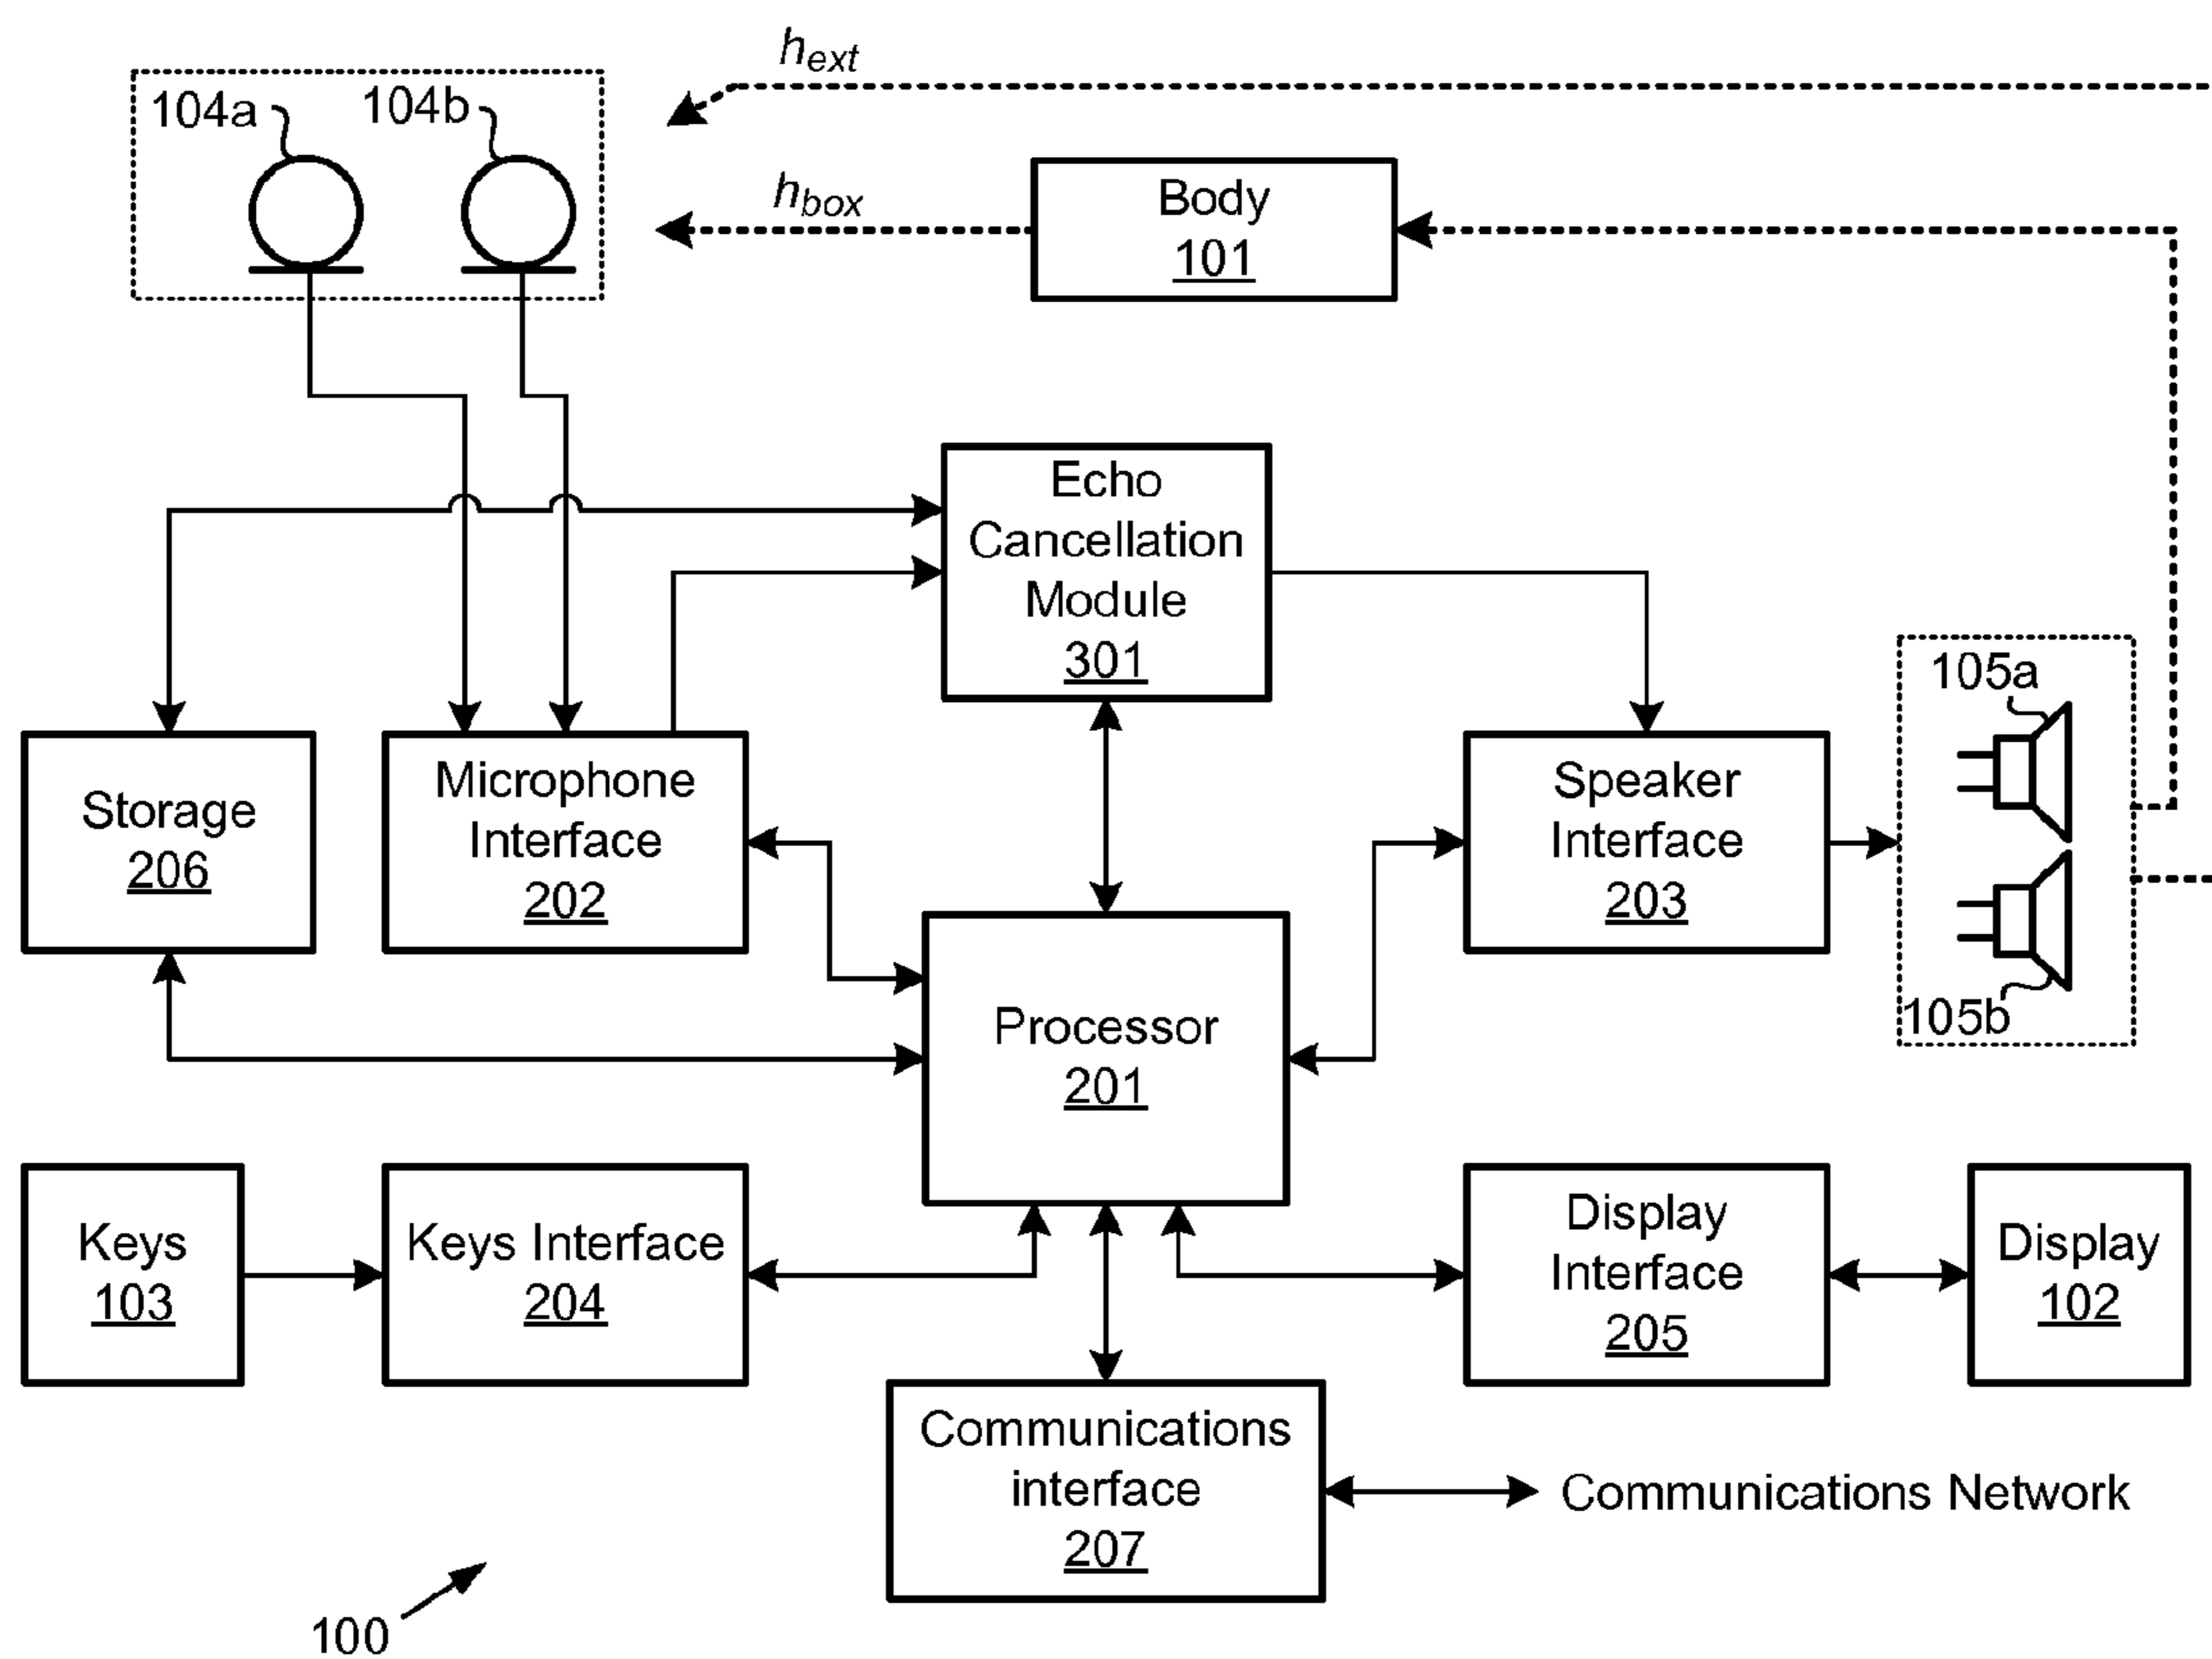 h_ext
104a
104b
h_box
Body
101
Echo
Cancellation
Module
301
105a
Storage
206
Microphone
Interface
202
Speaker
Interface
203
105b
Processor
201
Keys
103
Keys Interface
204
Display
Interface
205
Display
102
Communications
interface
207
Communications Network
100